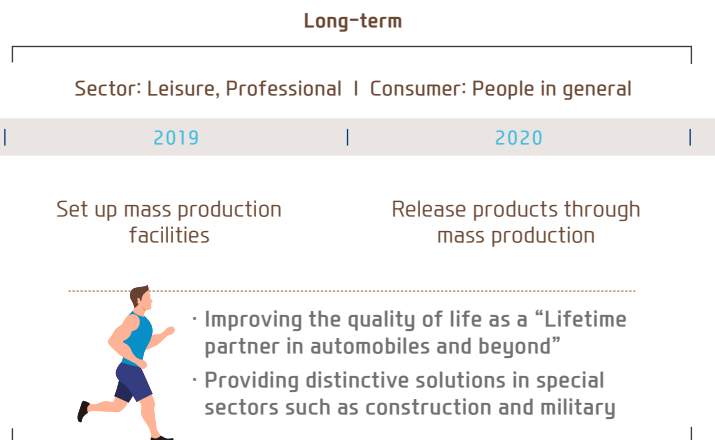 Long-term
Sector: Leisure, Professional I Consumer: People in general
2019 2020
Set up mass production
facilities
Release products through
mass production
· Improving the quality of life as a “Lifetime
partner in automobiles and beyond”
· Providing distinctive solutions in special
sectors such as construction and military